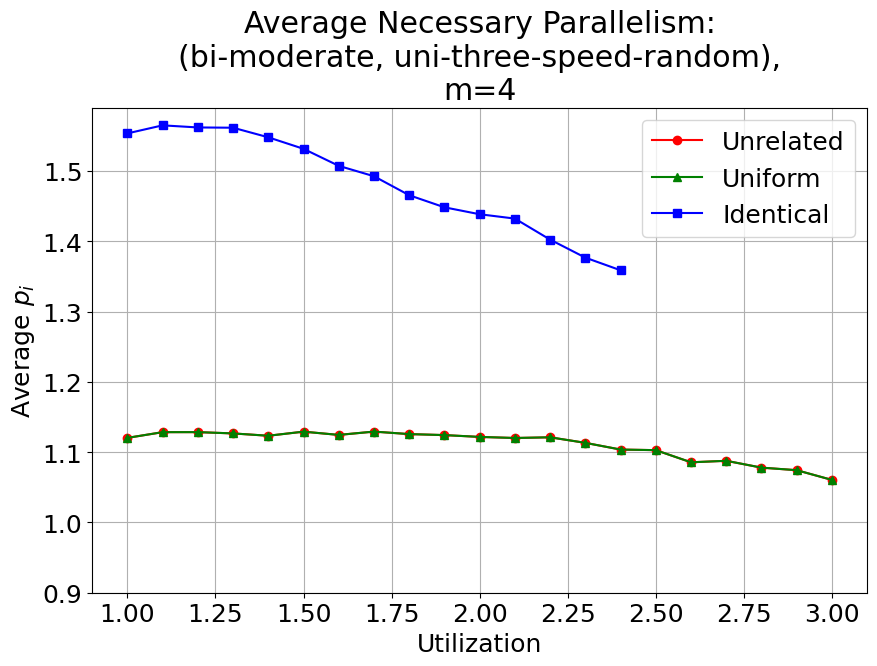 Average Necessary Parallelism:
(bi-moderate, uni-three-speed-random),
m=4
Unrelated
Uniform
Identical
Average $p_i$
1.5
1.4
1.3
1.2
1.1
1.0
0.9
1.00 1.25 1.50 1.75 2.00 2.25 2.50 2.75 3.00
Utilization